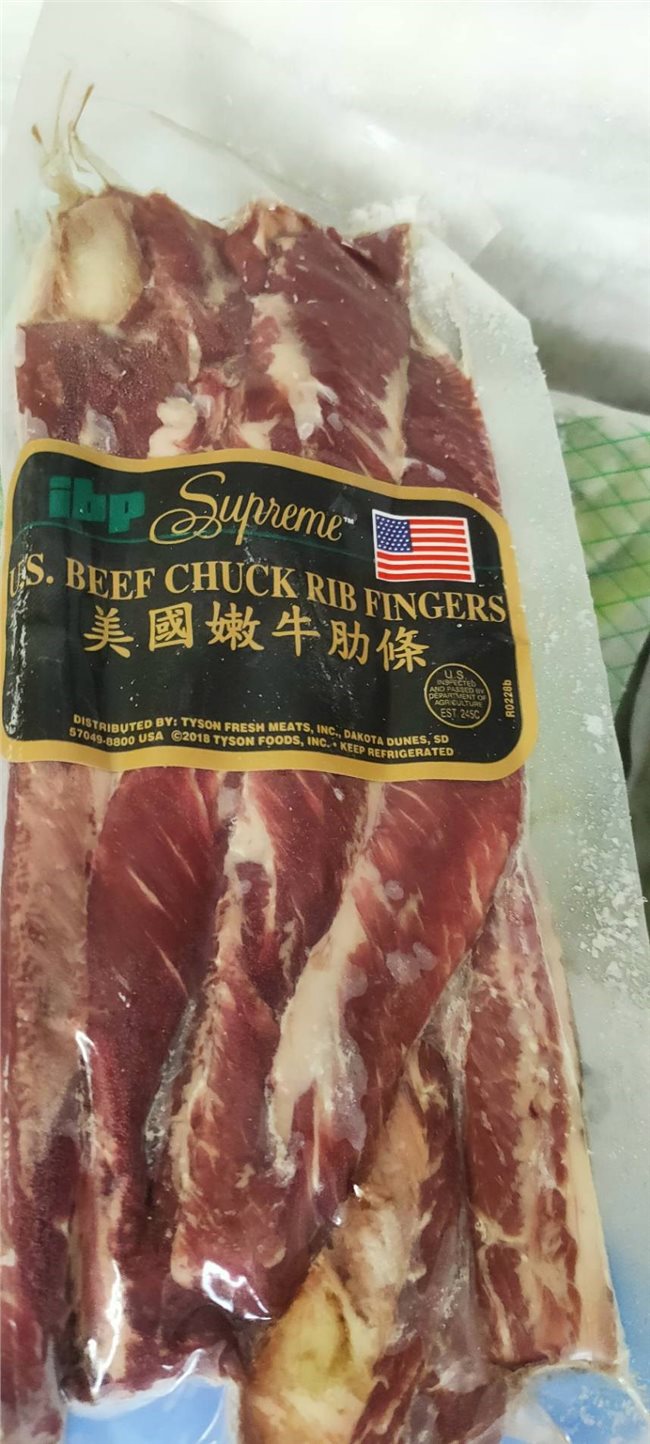 ibp Supreme™
U.S. BEEF CHUCK RIB FINGERS
美國嫩牛肋條
U.S.
INSPECTED
AND PASSED BY
DEPARTMENT OF
AGRICULTURE
EST. 245C
R0228b
DISTRIBUTED BY: TYSON FRESH MEATS, INC., DAKOTA DUNES, SD
57049-8800 USA ©2018 TYSON FOODS, INC. • KEEP REFRIGERATED